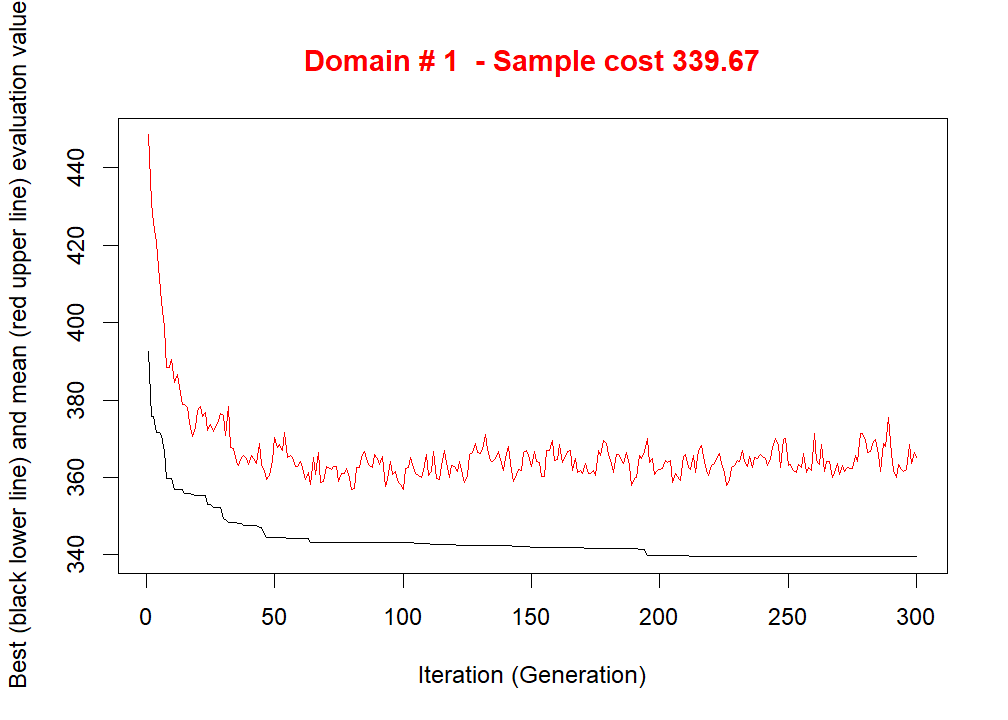 Domain # 1  - Sample cost 339.67
Best (black lower line) and mean (red upper line) evaluation value
440
420
400
380
360
340
0 50 100 150 200 250 300
Iteration (Generation)